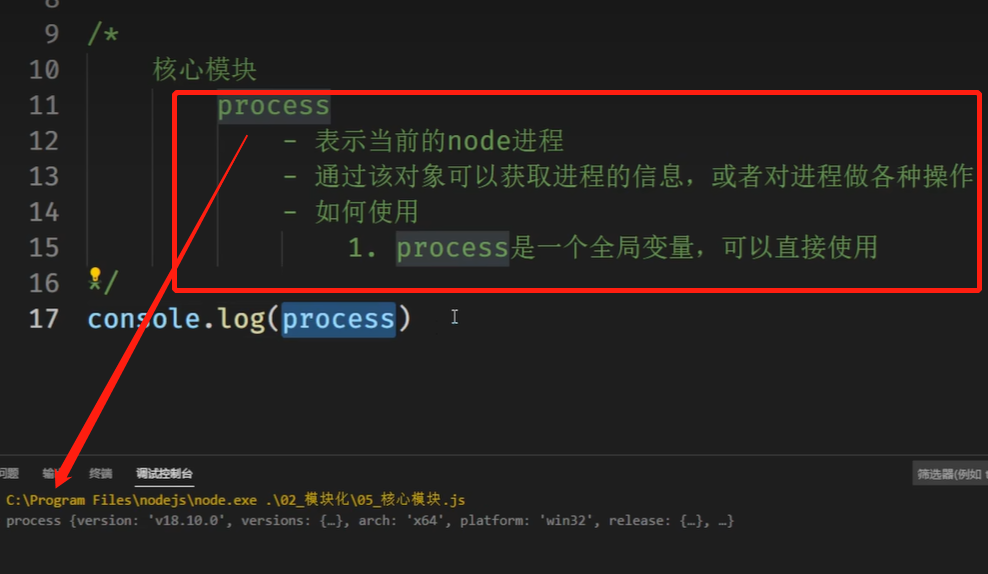 8
9 /*
10 核心模块
11 process
12 - 表示当前的node进程
13 - 通过该对象可以获取进程的信息，或者对进程做各种操作
14 - 如何使用
15 1. process是一个全局变量，可以直接使用
16 */
17 console.log(process)
问题 终端 调试控制台 筛选器(例如
C:\Program Files\nodejs\node.exe .\02_模块化\05_核心模块.js
process {version: 'v18.10.0', versions: {…}, arch: 'x64', platform: 'win32', release: {…}, …}